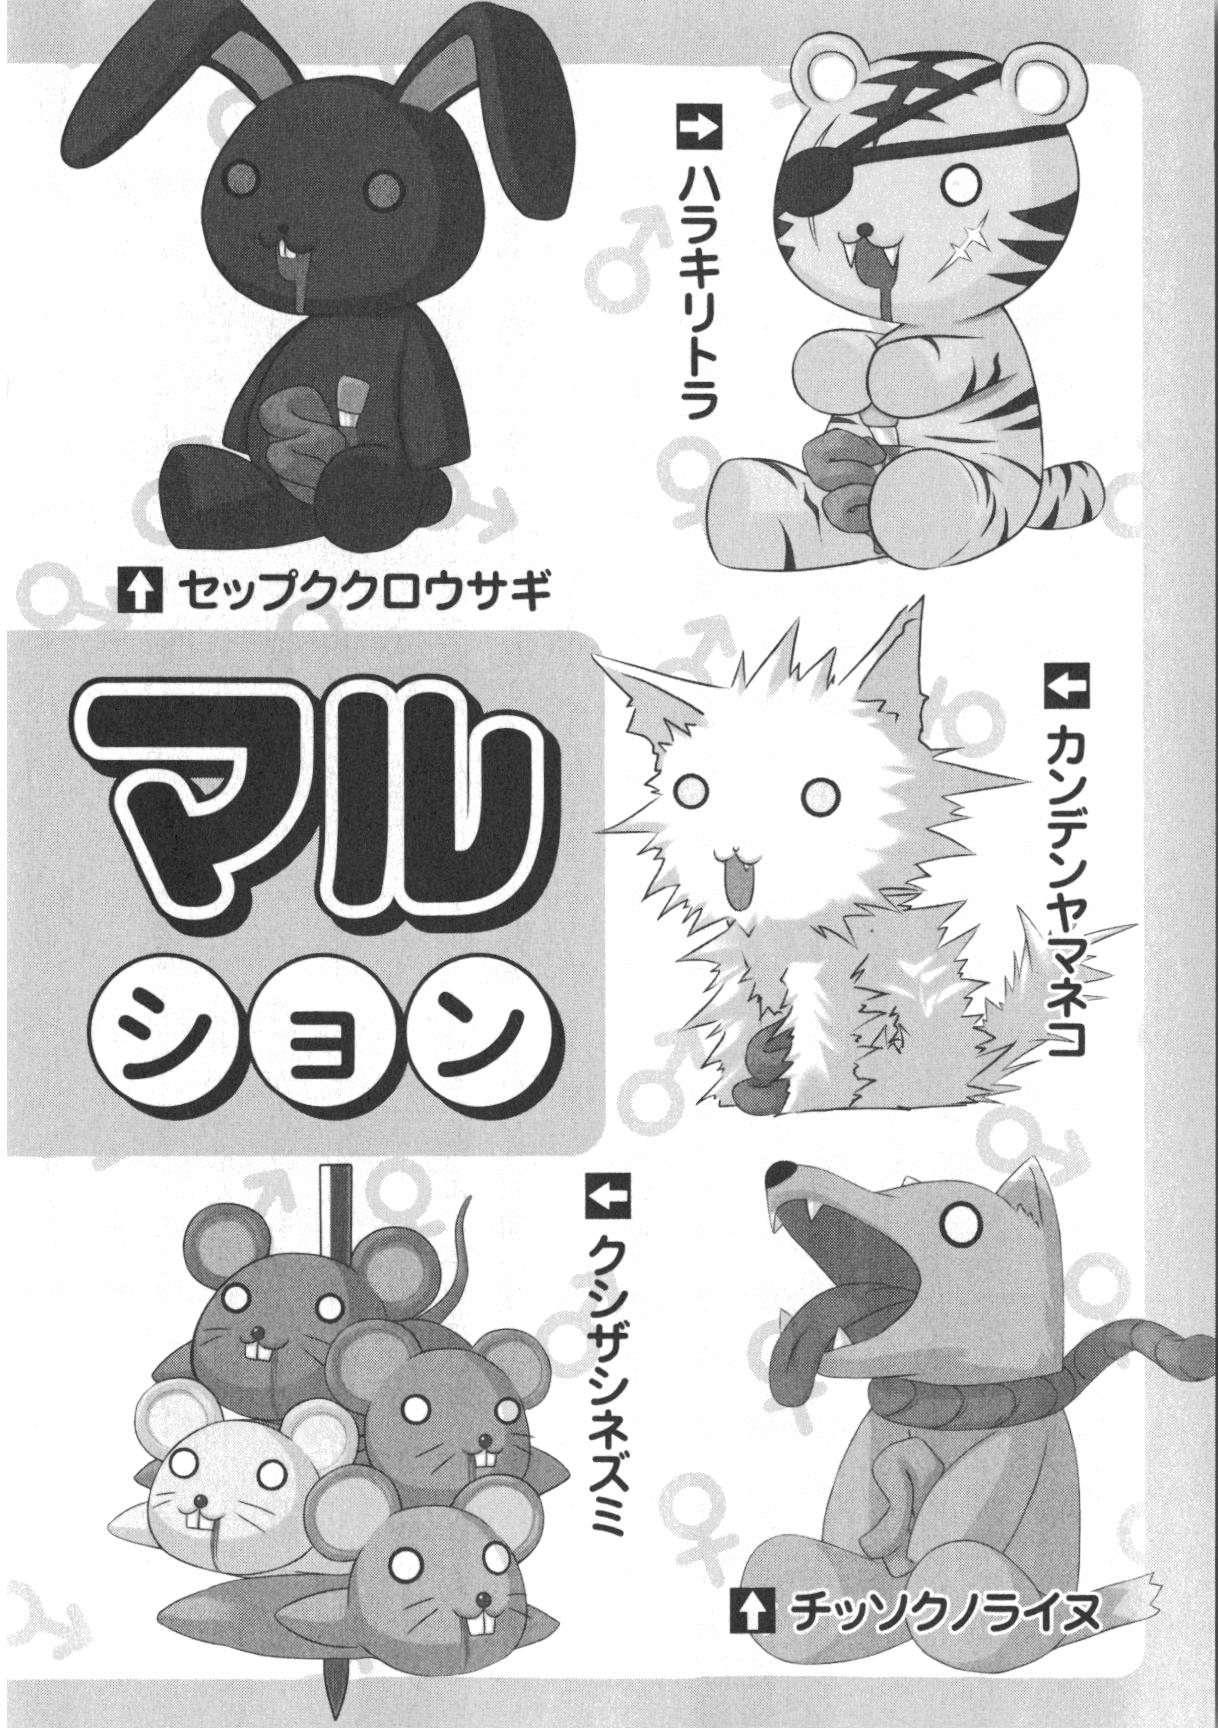 ハラキリトラ
セップククロウサギ
マル
ション
カンデンヤマネコ
クシザシネズミ
チッソクノライヌ